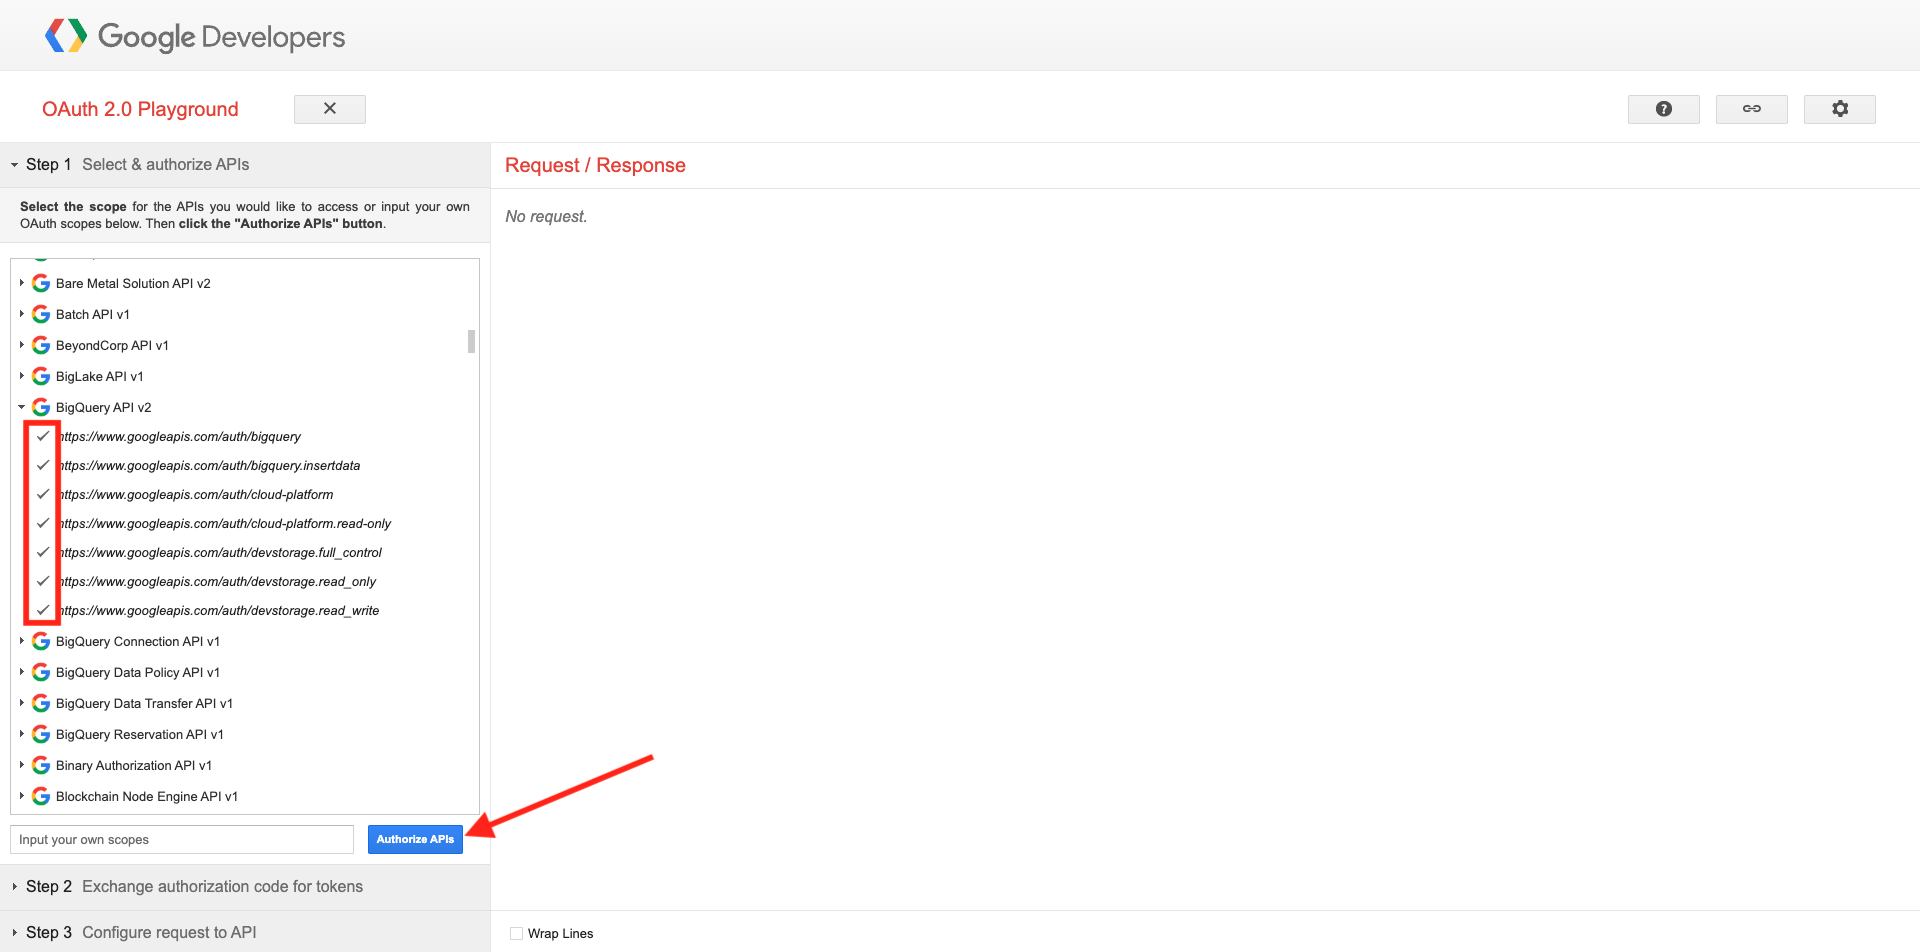 Google Developers
OAuth 2.0 Playground
Step 1 Select & authorize APIs
Select the scope for the APIs you would like to access or input your own
OAuth scopes below. Then click the "Authorize APIs" button.
Bare Metal Solution API v2
Batch API v1
BeyondCorp API v1
BigLake API v1
BigQuery API v2
https://www.googleapis.com/auth/bigquery
https://www.googleapis.com/auth/bigquery.insertdata
https://www.googleapis.com/auth/cloud-platform
https://www.googleapis.com/auth/cloud-platform.read-only
https://www.googleapis.com/auth/devstorage.full_control
https://www.googleapis.com/auth/devstorage.read_only
https://www.googleapis.com/auth/devstorage.read_write
BigQuery Connection API v1
BigQuery Data Policy API v1
BigQuery Data Transfer API v1
BigQuery Reservation API v1
Binary Authorization API v1
Blockchain Node Engine API v1
Input your own scopes
Authorize APIs
Step 2 Exchange authorization code for tokens
Step 3 Configure request to API
Request / Response
No request.
Wrap Lines